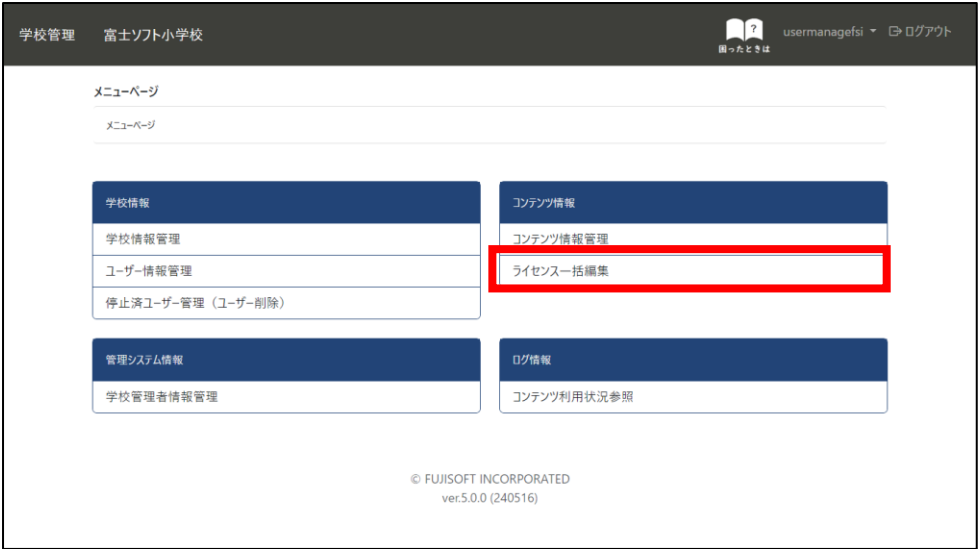 学校管理 富士ソフト小学校
?
困ったときは
usermanagefsi ログアウト
メニューページ
メニューページ
学校情報
学校情報管理
ユーザー情報管理
停止済ユーザー管理（ユーザー削除）
コンテンツ情報
コンテンツ情報管理
ライセンス一括編集
管理システム情報
学校管理者情報管理
ログ情報
コンテンツ利用状況参照
© FUJISOFT INCORPORATED
ver.5.0.0 (240516)